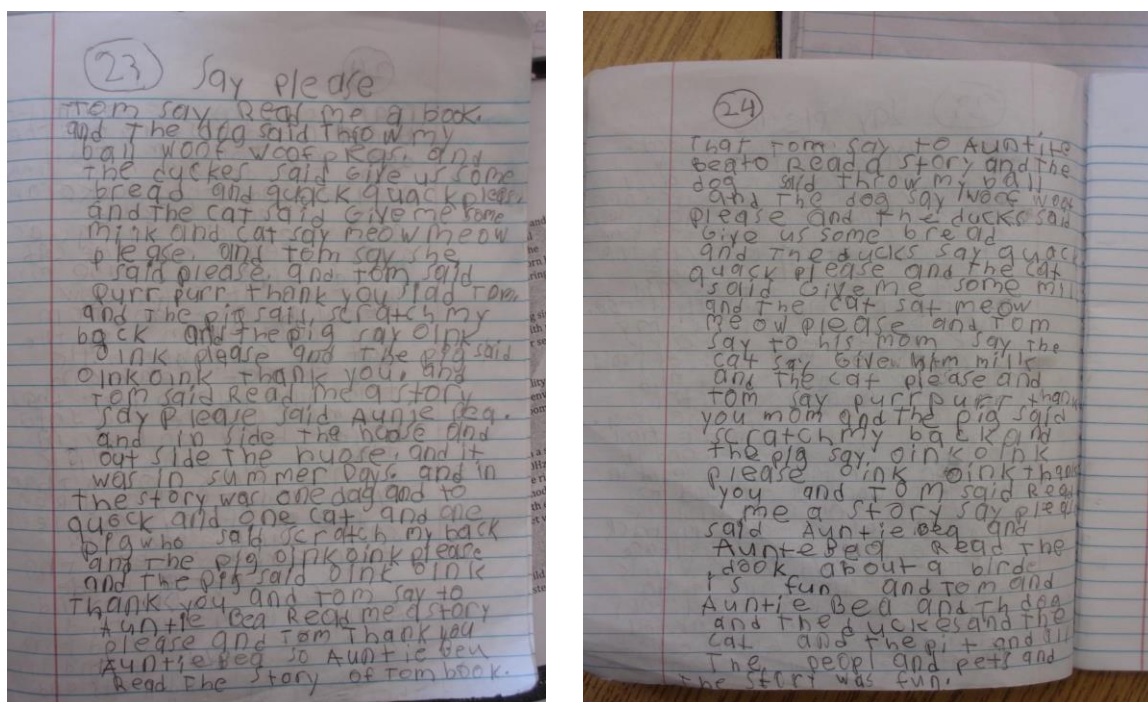 23
Say please
Tom say Read me a book.
and The dog said Throw my
ball woof woof pleas. and
The duckes said Give us some
bread and quack quack pleas.
and The cat said Give me some
milk and cat say meow meow
please. and Tom say she
said please. and Tom said
Purr purr thank you siad Tom.
and The pig said, scratch my
back and the pig say oink
oink please and The pig said
oink oink thank you, and
Tom said Read me a story
say please said Auntie Bea.
and in side the house and
out side the huose. and it
was in summer Days. and in
The story was one dog and to
quack and one cat and one
pig who said scratch my back
and The pig oink oink please
and The pig said oink oink
Thank you and Tom say to
Auntie Bea Read me a story
please and Tom Thank you
Auntie Bea so Auntie Bea
Read The Story of Tom book.
24
That Tom say To Auntie
Bea to Read a Story and The
dog said Throw my ball
and The dog say woof woof
please and The ducks said
Give us some bread
and The ducks say quack
quack please and The cat
said Give me some mil
and The cat sat meow
meow please and Tom
say to his mom say The
cat say Give him milk
and The cat please and
Tom say purr purr thank
you mom and The pig said
scratch my back and
The pig say oink oink
please oink oink thank
you and Tom said Read
me a story say pleas
said Auntie Bea and
Aunte Bea Read The
book about a birde
is fun and Tom and
Auntie Bea and Th dog
and The duckes and The
cat and The pit and all
The peopl and pets and
The story was fun.